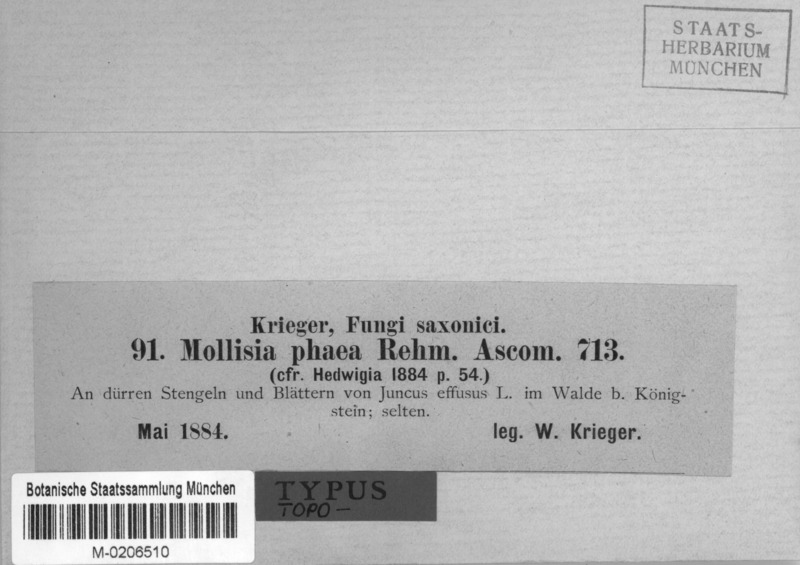 STAATS-
HERBARIUM
MÜNCHEN
Krieger, Fungi saxonici.
91. Mollisia phaea Rehm. Ascom. 713.
(cfr. Hedwigia 1884 p. 54.)
An dürren Stengeln und Blättern von Juncus effusus L. im Walde b. König-
stein; selten.
Mai 1884. leg. W. Krieger.
Botanische Staatssammlung München
M-0206510
TYPUS
TOPO-